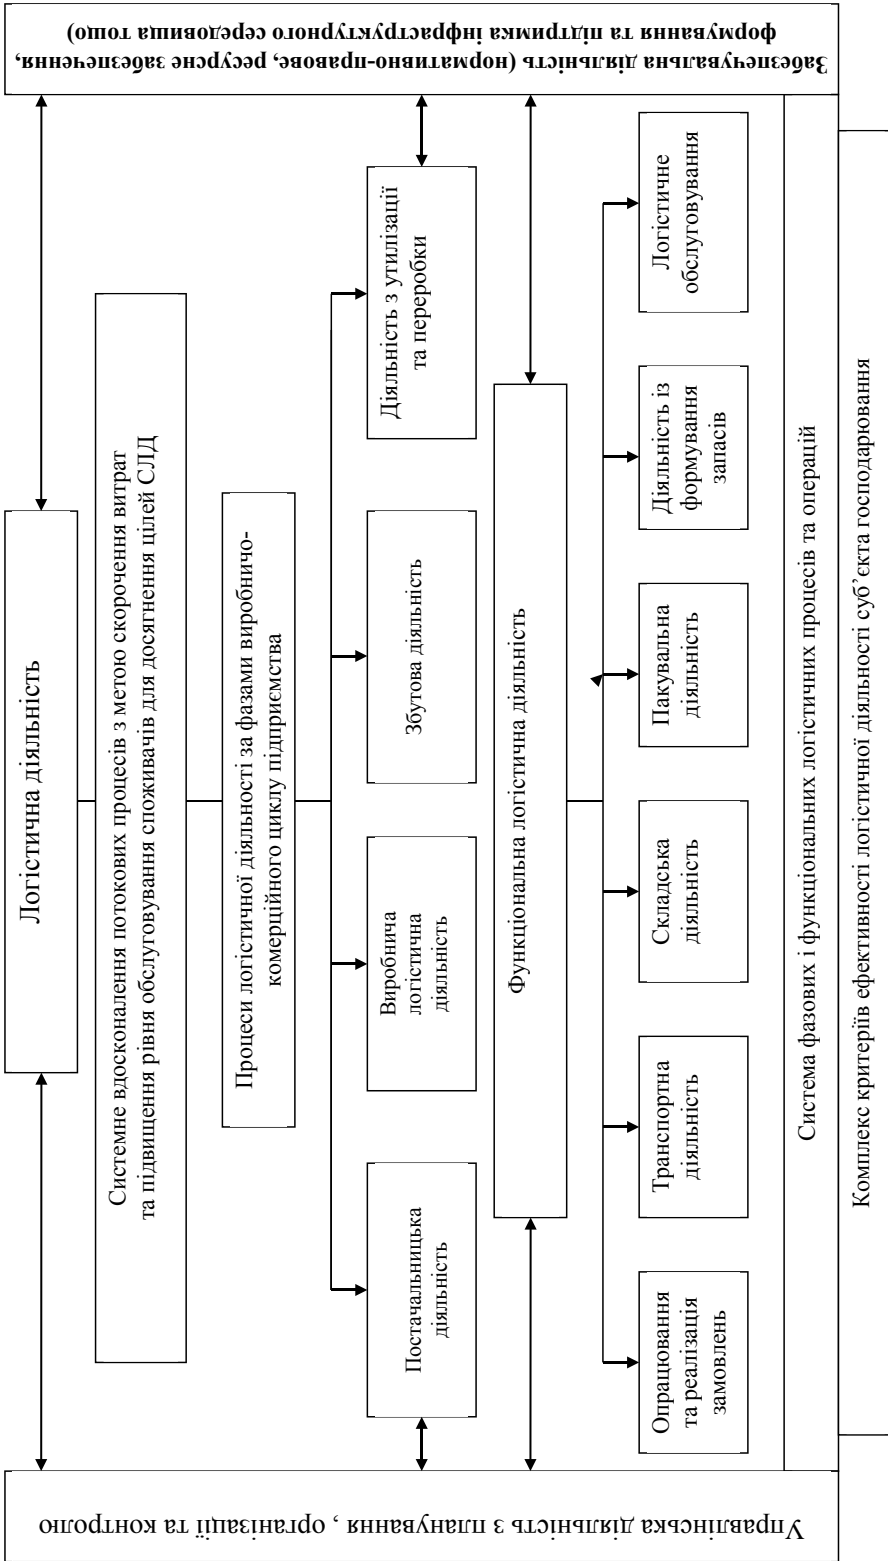 Логістична діяльність
Системне вдосконалення потокових процесів з метою скорочення витрат
та підвищення рівня обслуговування споживачів для досягнення цілей СЛД
Процеси логістичної діяльності за фазами виробничо-
комерційного циклу підприємства
Постачальницька
діяльність
Виробнича
логістична
діяльність
Збутова діяльність
Діяльність з утилізації
та переробки
Функціональна логістична діяльність
Опрацювання
та реалізація
замовлень
Транспортна
діяльність
Складська
діяльність
Пакувальна
діяльність
Діяльність із
формування
запасів
Логістичне
обслуговування
Система фазових і функціональних логістичних процесів та операцій
Комплекс критеріїв ефективності логістичної діяльності суб’єкта господарювання
Управлінська діяльність з планування , організації та контролю
Забезпечувальна діяльність (нормативно-правове, ресурсне забезпечення,
формування та підтримка інфраструктурного середовища тощо)